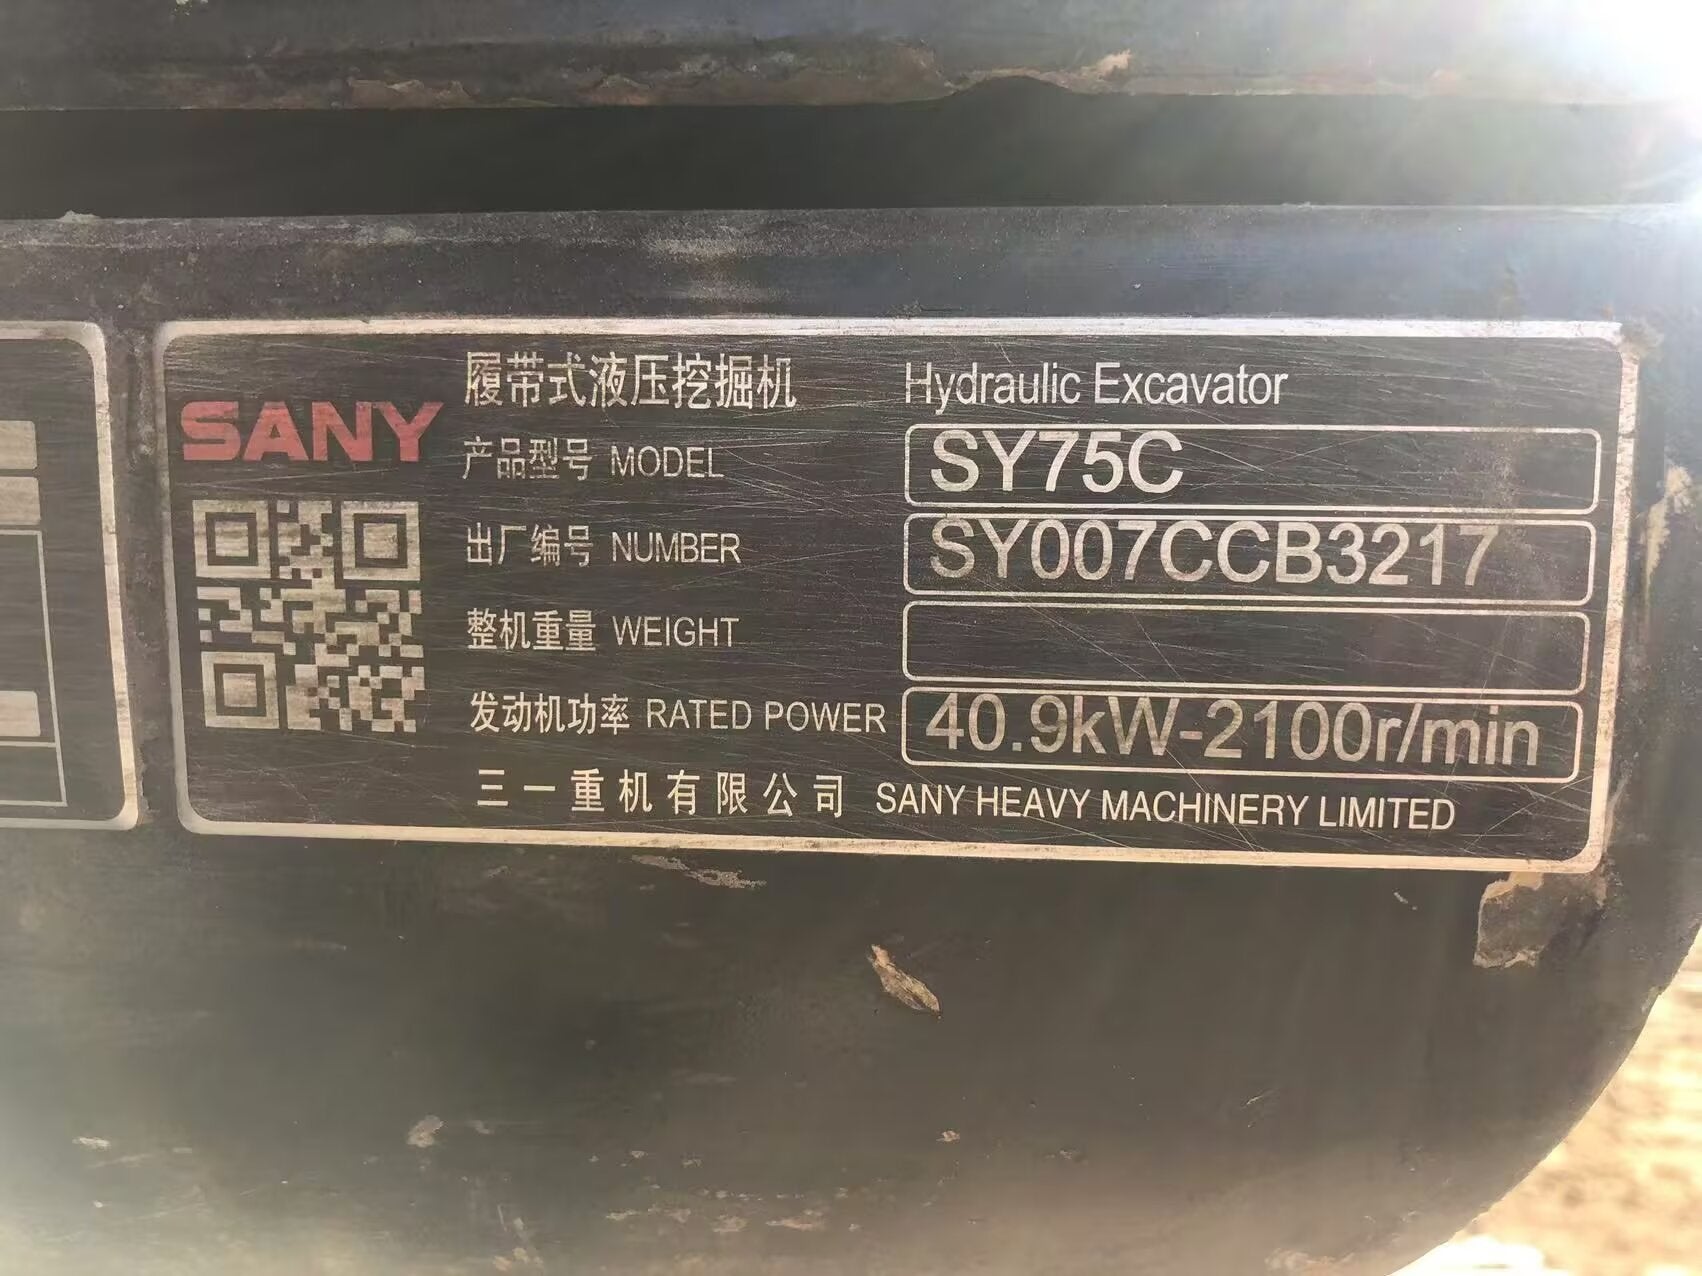 SANY
履带式液压挖掘机 Hydraulic Excavator
产品型号 MODEL SY75C
出厂编号 NUMBER SY007CCB3217
整机重量 WEIGHT
发动机功率 RATED POWER 40.9kW-2100r/min
三一重机有限公司 SANY HEAVY MACHINERY LIMITED